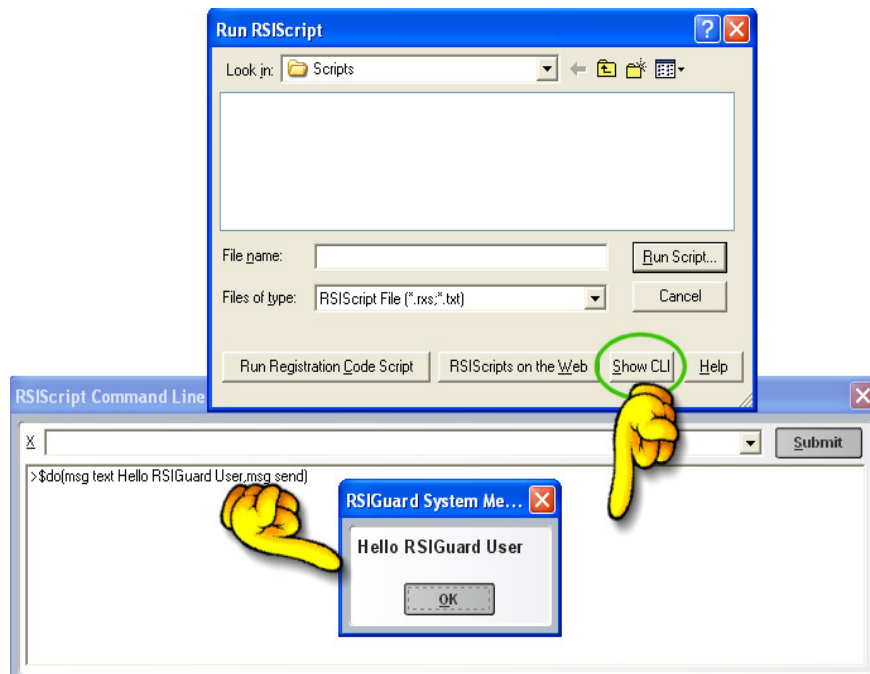 Run RSIScript
Look in: Scripts
File name:
Run Script...
Files of type: RSIScript File (*.rxs;*.txt)
Cancel
Run Registration Code Script
RSIScripts on the Web
Show CLI
Help
RSIScript Command Line
X
Submit
>$do(msg text Hello RSIGuard User,msg send)
RSIGuard System Me...
Hello RSIGuard User
OK